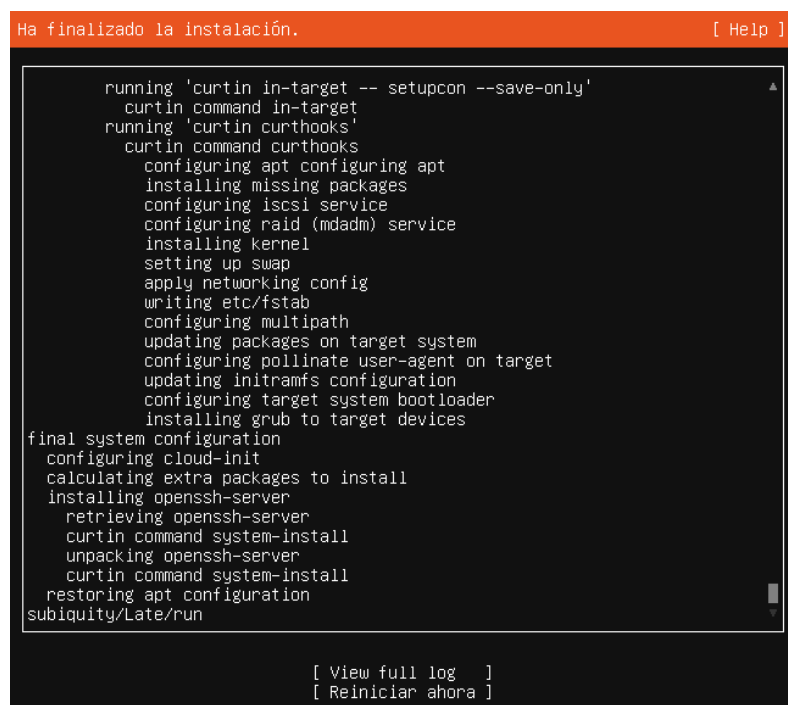 Ha finalizado la instalación. [ Help ]
running 'curtin in-target -- setupcon --save-only'
curtin command in-target
running 'curtin curthooks'
curtin command curthooks
configuring apt configuring apt
installing missing packages
configuring iscsi service
configuring raid (mdadm) service
installing kernel
setting up swap
apply networking config
writing etc/fstab
configuring multipath
updating packages on target system
configuring pollinate user-agent on target
updating initramfs configuration
configuring target system bootloader
installing grub to target devices
final system configuration
configuring cloud-init
calculating extra packages to install
installing openssh-server
retrieving openssh-server
curtin command system-install
unpacking openssh-server
curtin command system-install
restoring apt configuration
subiquity/Late/run
[ View full log ]
[ Reiniciar ahora ]